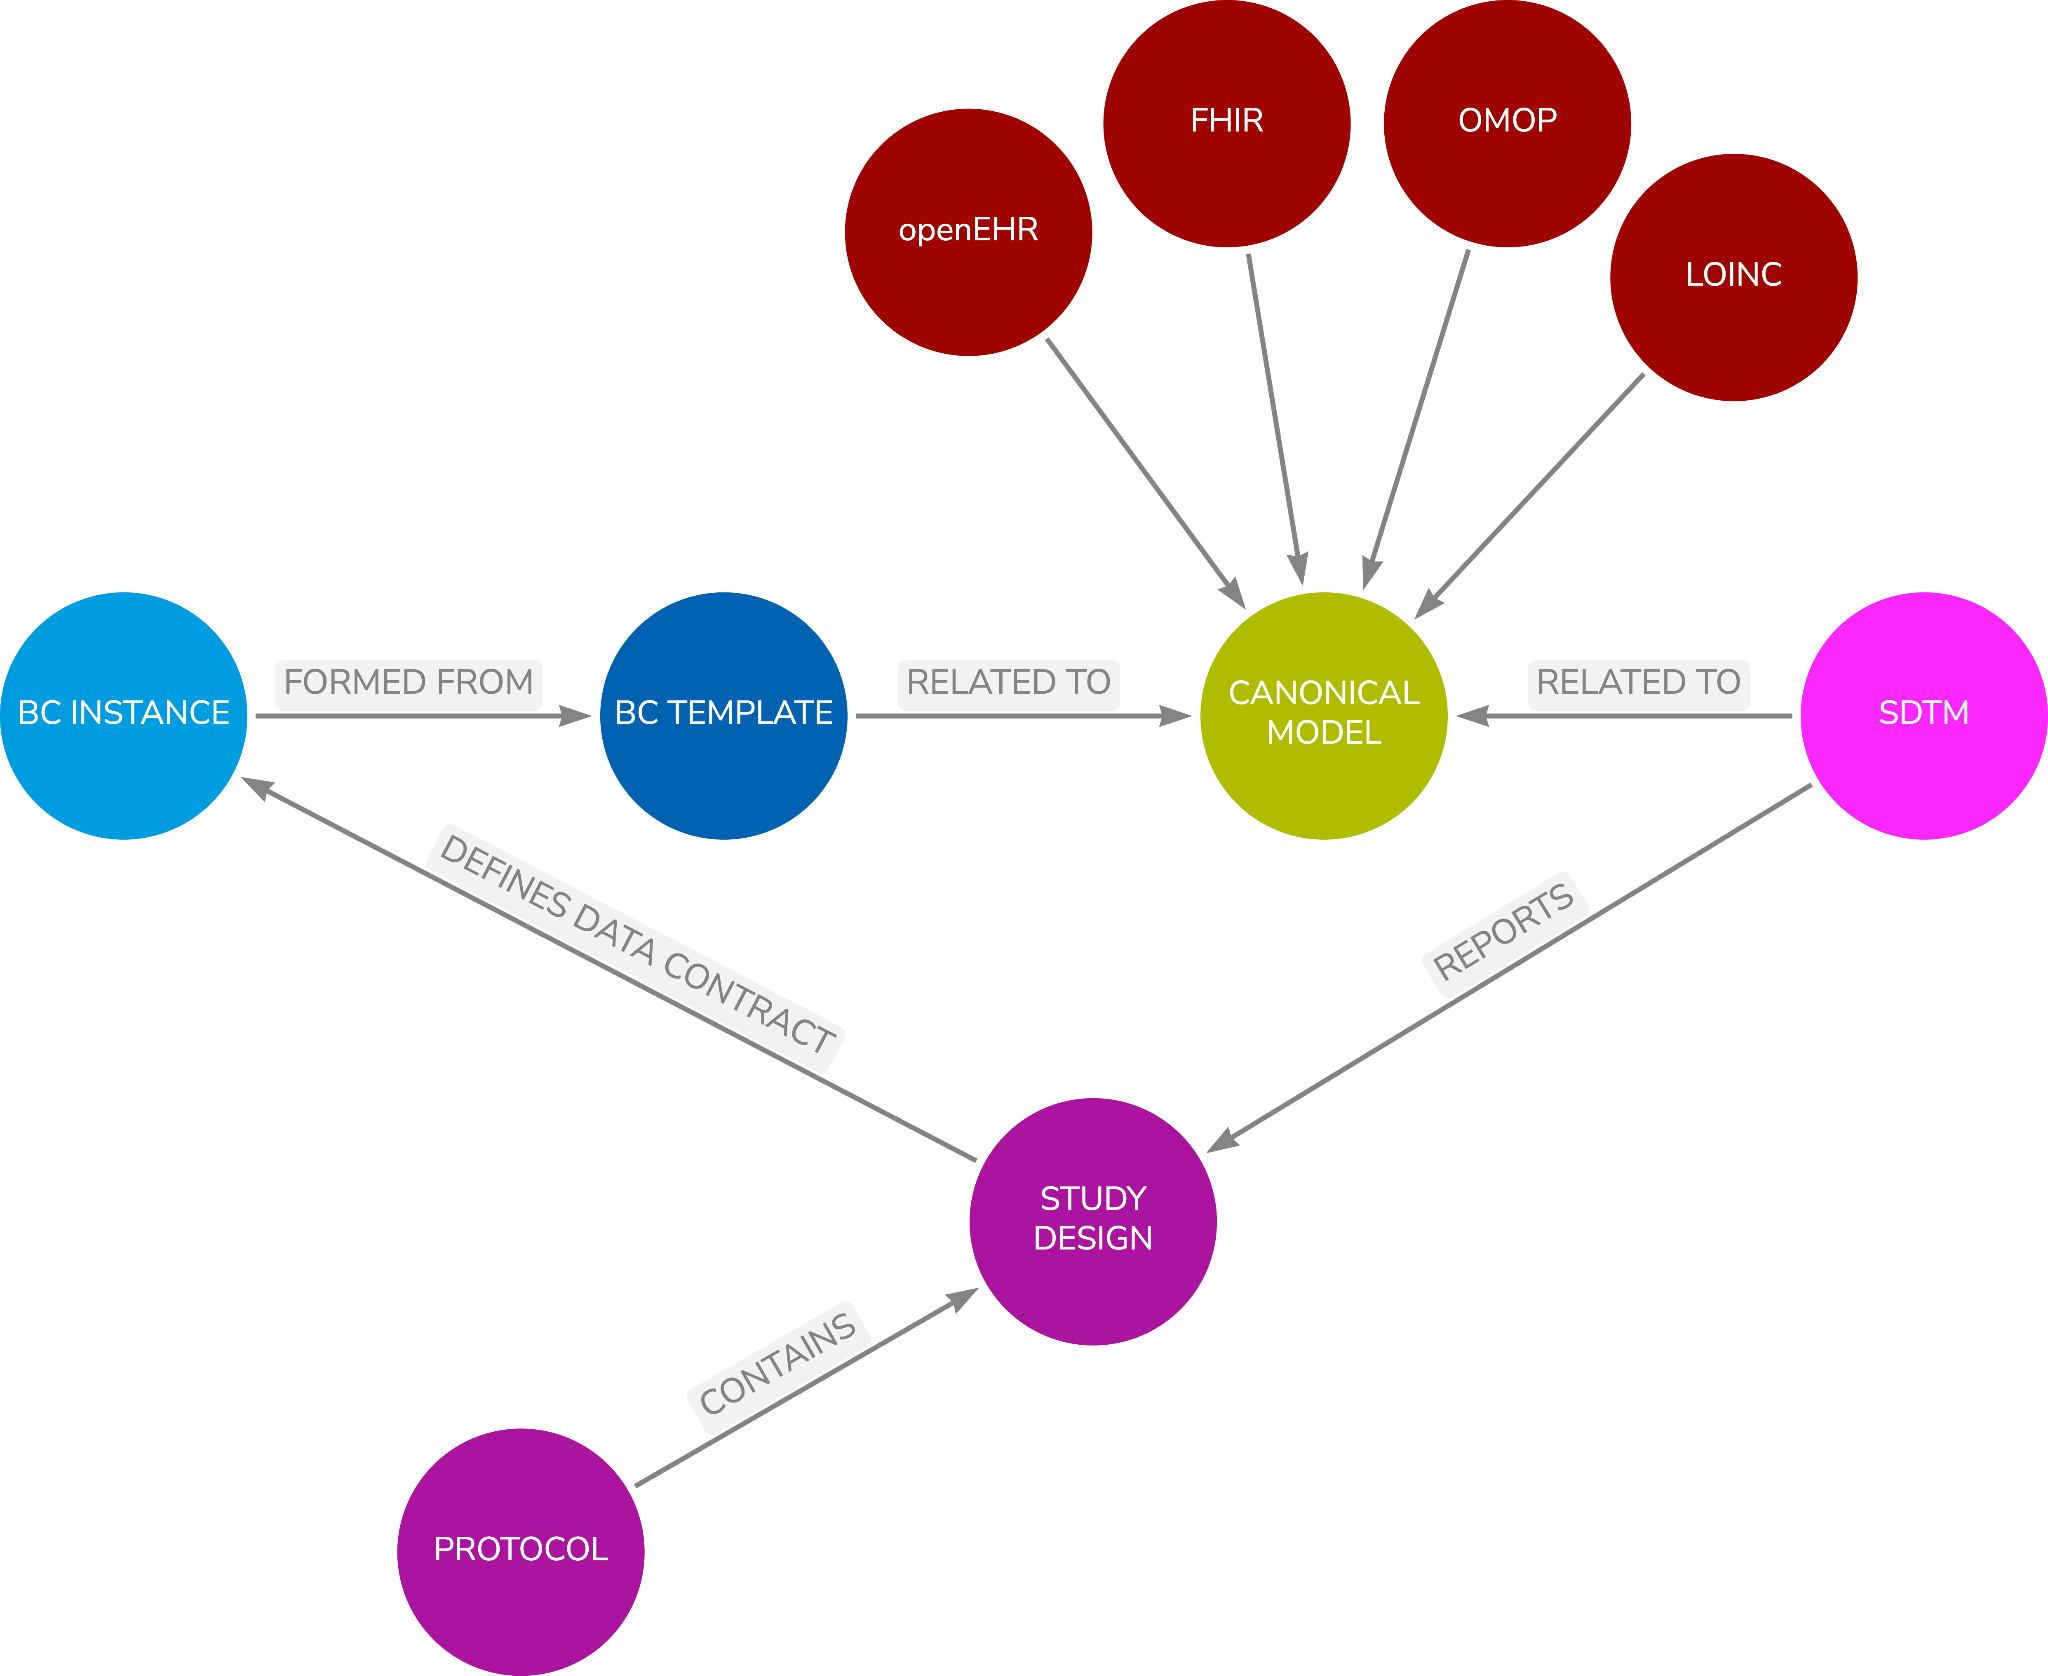 FHIR
OMOP
openEHR
LOINC
FORMED FROM
RELATED TO
RELATED TO
BC INSTANCE
BC TEMPLATE
CANONICAL
MODEL
SDTM
DEFINES DATA CONTRACT
REPORTS
STUDY
DESIGN
CONTAINS
PROTOCOL